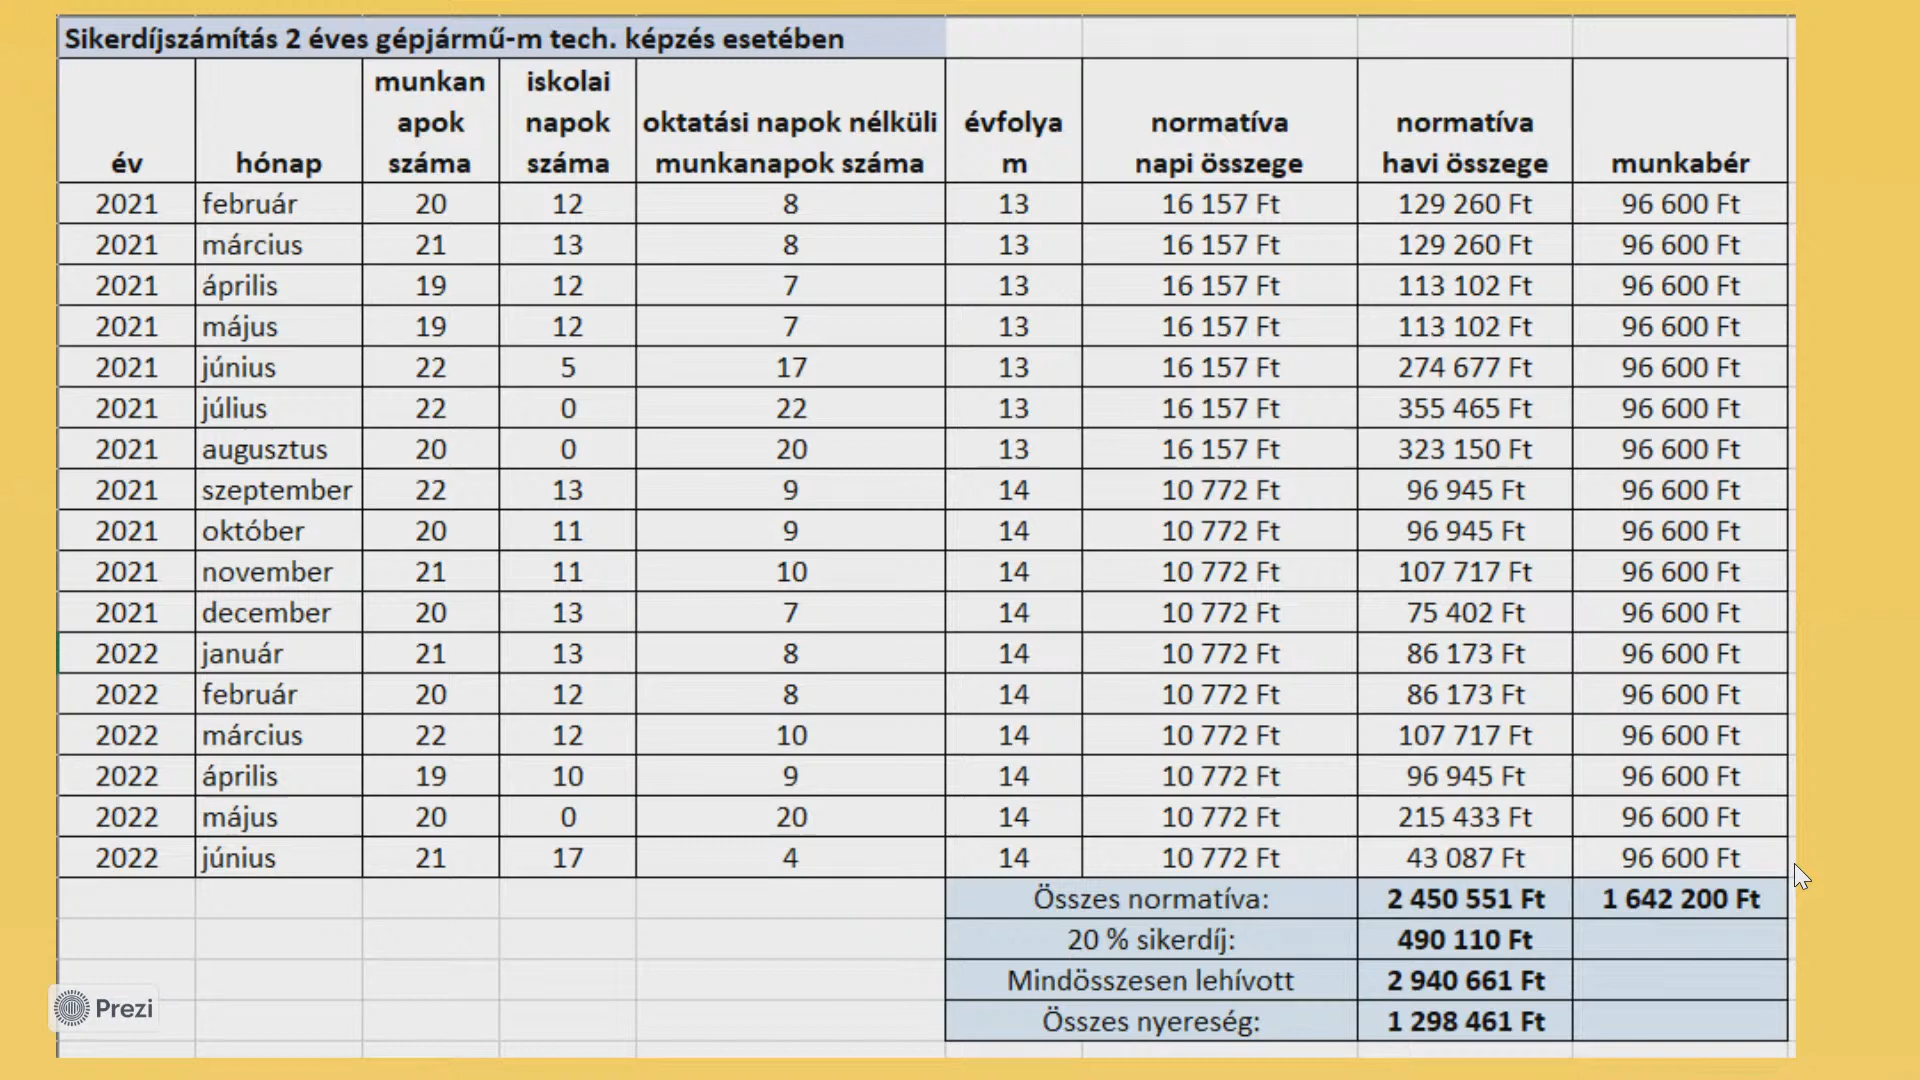 Sikerdíjszámítás 2 éves gépjármű-m tech. képzés esetében
év hónap munkan apok száma iskolai napok száma oktatási napok nélküli munkanapok száma évfolya m normatíva napi összege normatíva havi összege munkabér
2021 február 20 12 8 13 16 157 Ft 129 260 Ft 96 600 Ft
2021 március 21 13 8 13 16 157 Ft 129 260 Ft 96 600 Ft
2021 április 19 12 7 13 16 157 Ft 113 102 Ft 96 600 Ft
2021 május 19 12 7 13 16 157 Ft 113 102 Ft 96 600 Ft
2021 június 22 5 17 13 16 157 Ft 274 677 Ft 96 600 Ft
2021 július 22 0 22 13 16 157 Ft 355 465 Ft 96 600 Ft
2021 augusztus 20 0 20 13 16 157 Ft 323 150 Ft 96 600 Ft
2021 szeptember 22 13 9 14 10 772 Ft 96 945 Ft 96 600 Ft
2021 október 20 11 9 14 10 772 Ft 96 945 Ft 96 600 Ft
2021 november 21 11 10 14 10 772 Ft 107 717 Ft 96 600 Ft
2021 december 20 13 7 14 10 772 Ft 75 402 Ft 96 600 Ft
2022 január 21 13 8 14 10 772 Ft 86 173 Ft 96 600 Ft
2022 február 20 12 8 14 10 772 Ft 86 173 Ft 96 600 Ft
2022 március 22 12 10 14 10 772 Ft 107 717 Ft 96 600 Ft
2022 április 19 10 9 14 10 772 Ft 96 945 Ft 96 600 Ft
2022 május 20 0 20 14 10 772 Ft 215 433 Ft 96 600 Ft
2022 június 21 17 4 14 10 772 Ft 43 087 Ft 96 600 Ft
Összes normatíva: 2 450 551 Ft 1 642 200 Ft
20 % sikerdíj: 490 110 Ft
Mindösszesen lehívott 2 940 661 Ft
Összes nyereség: 1 298 461 Ft
Prezi